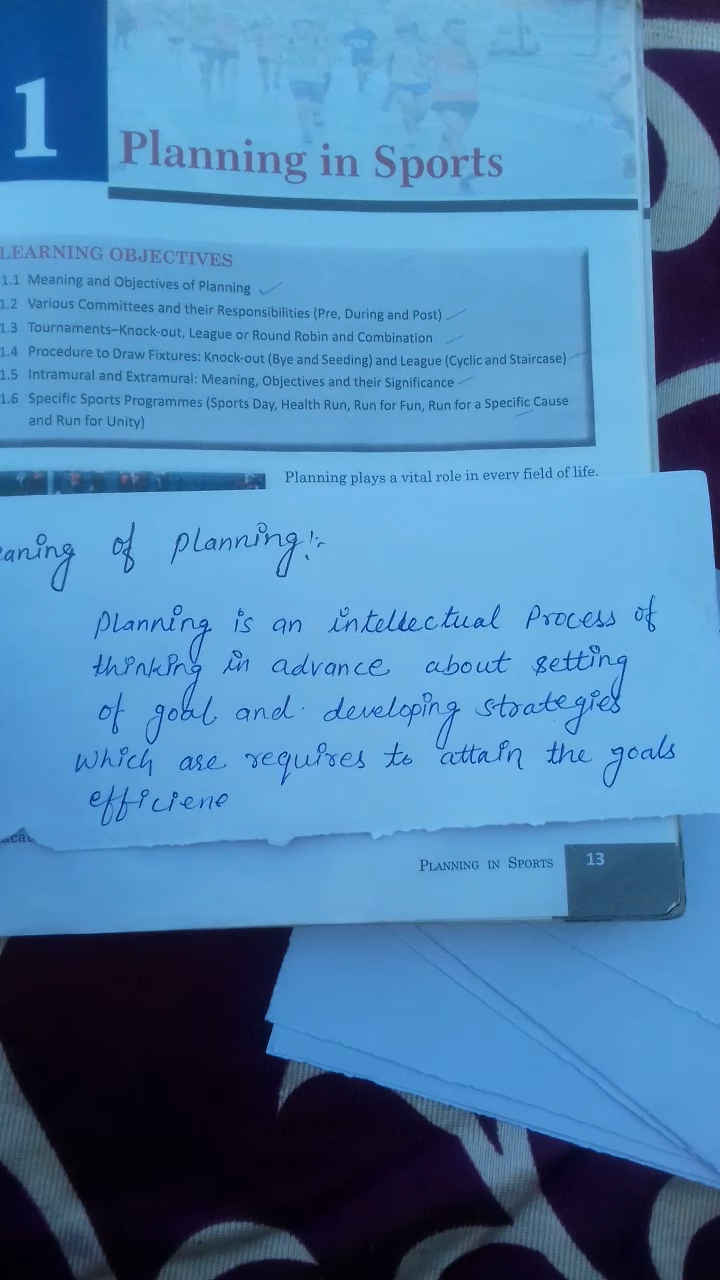 1
Planning in Sports
LEARNING OBJECTIVES
1.1 Meaning and Objectives of Planning
1.2 Various Committees and their Responsibilities (Pre, During and Post)
1.3 Tournaments–Knock-out, League or Round Robin and Combination
1.4 Procedure to Draw Fixtures: Knock-out (Bye and Seeding) and League (Cyclic and Staircase)
1.5 Intramural and Extramural: Meaning, Objectives and their Significance
1.6 Specific Sports Programmes (Sports Day, Health Run, Run for Fun, Run for a Specific Cause
and Run for Unity)
Planning plays a vital role in every field of life.
eaning of planning:-
planning is an intellectual process of
thinking in advance about setting
of goal and developing strategies
which are requires to attain the goals
efficiene
PLANNING IN SPORTS 13